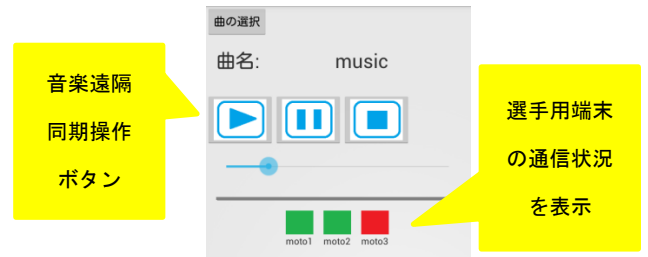 曲の選択
曲名: music
音楽遠隔
同期操作
ボタン
選手用端末
の通信状況
を表示
moto1 moto2 moto3